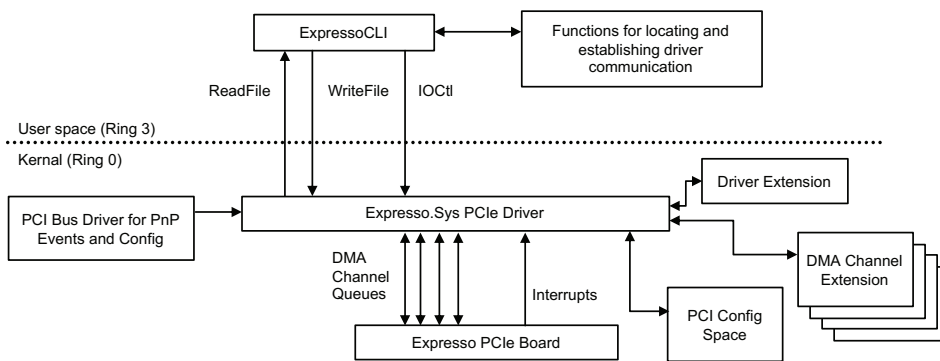 ExpressoCLI
Functions for locating and
establishing driver
communication
ReadFile
WriteFile
IOCtl
User space (Ring 3)
Kernal (Ring 0)
Driver Extension
PCI Bus Driver for PnP
Events and Config
Expresso.Sys PCIe Driver
DMA
Channel
Queues
Interrupts
DMA Channel
Extension
PCI Config
Space
Expresso PCIe Board